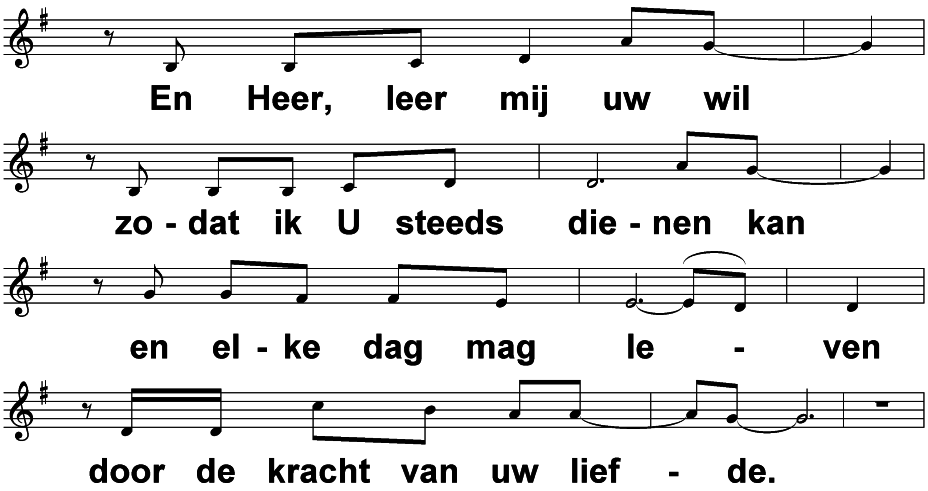 En Heer, leer mij uw wil
zo - dat ik U steeds die - nen kan
en el - ke dag mag le - ven
door de kracht van uw lief - de.